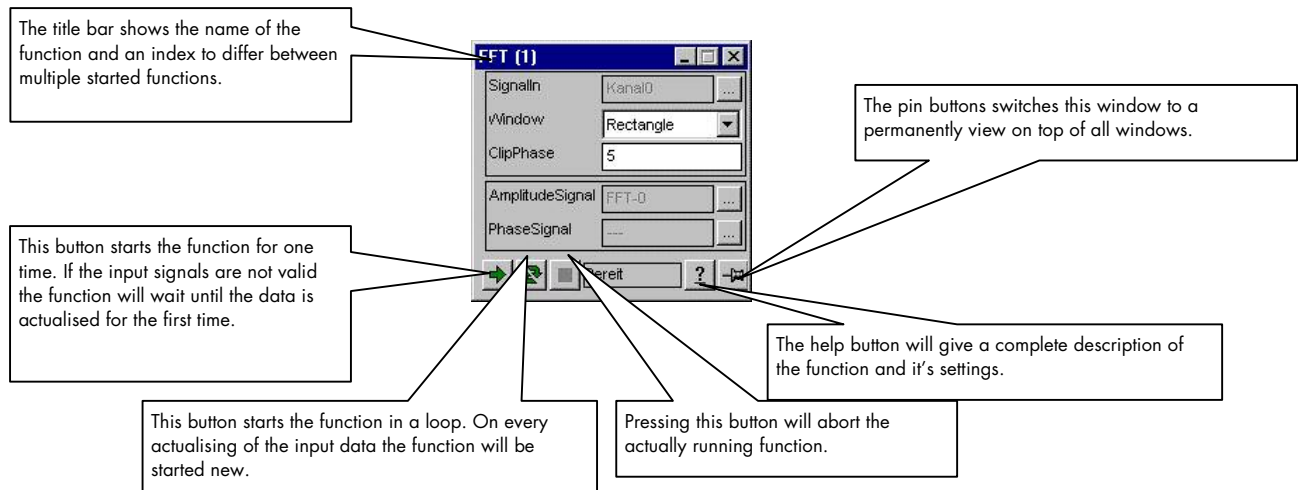 The title bar shows the name of the
function and an index to differ between
multiple started functions.
FFT (1)
SignalIn
Kanal0
...
Window
Rectangle
ClipPhase
5
AmplitudeSignal
FFT-0
...
PhaseSignal
----
...
Bereit
?
The pin buttons switches this window to a
permanently view on top of all windows.
This button starts the function for one
time. If the input signals are not valid
the function will wait until the data is
actualised for the first time.
The help button will give a complete description of
the function and it's settings.
This button starts the function in a loop. On every
actualising of the input data the function will be
started new.
Pressing this button will abort the
actually running function.